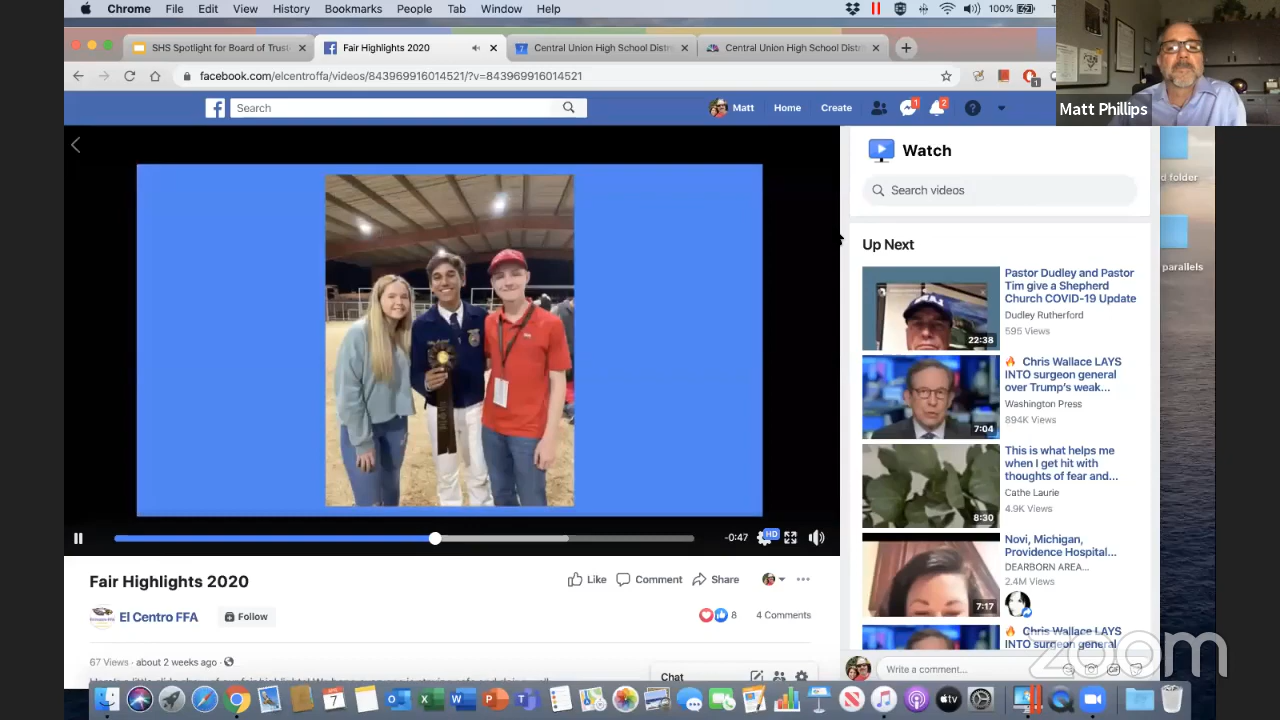 Chrome File Edit View History Bookmarks People Tab Window Help
100%
SHS Spotlight for Board of Trust
Fair Highlights 2020
Central Union High School Distri
Central Union High School Distri
facebook.com/elcentroffa/videos/843969916014521/?v=843969916014521
Matt Phillips
Search
Matt
Home
Create
1
2
Watch
Search videos
d folder
parallels
Up Next
Pastor Dudley and Pastor
Tim give a Shepherd
Church COVID-19 Update
Dudley Rutherford
595 Views
22:38
🔥 Chris Wallace LAYS
INTO surgeon general
over Trump's weak...
Washington Press
894K Views
7:04
This is what helps me
when I get hit with
thoughts of fear and...
Cathe Laurie
4.9K Views
8:30
Novi, Michigan,
Providence Hospital...
DEARBORN AREA...
2.4M Views
7:17
🔥 Chris Wallace LAYS
INTO surgeon general
-0:47
HD
Fair Highlights 2020
Like
Comment
Share
El Centro FFA
Follow
8
4 Comments
67 Views · about 2 weeks ago
Chat
Write a comment...
zoom